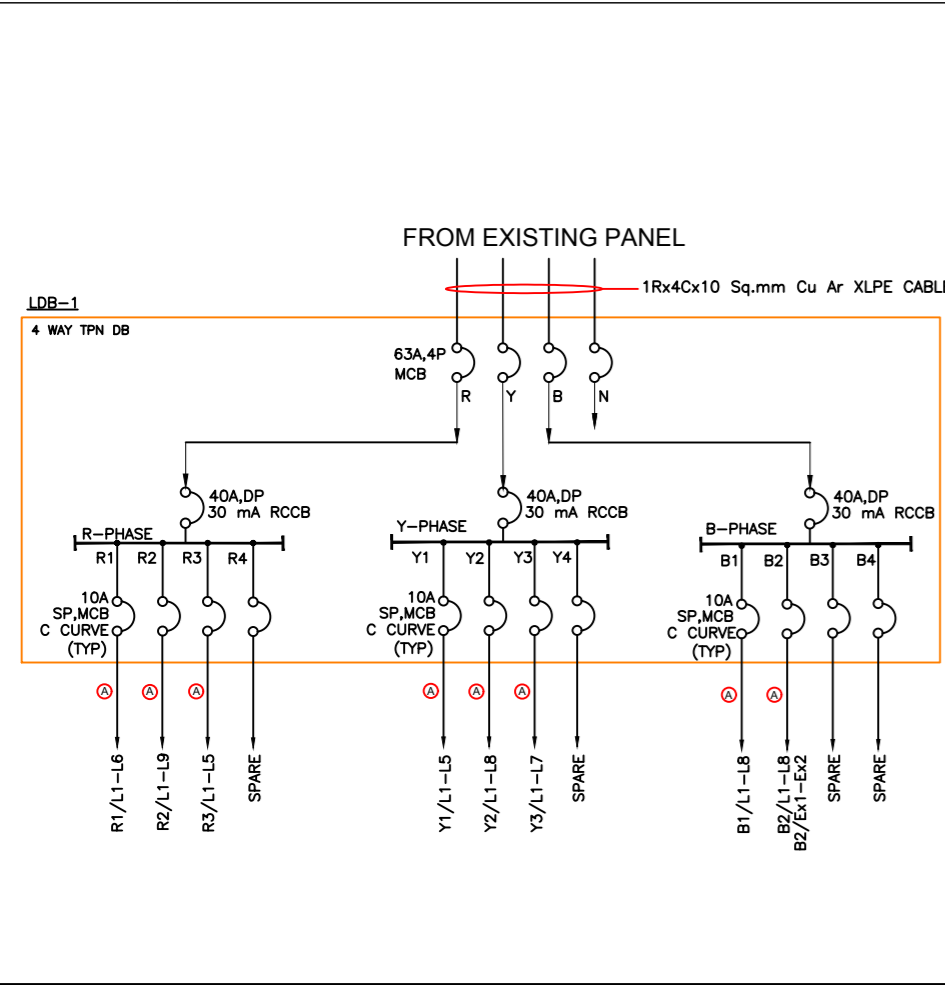 FROM EXISTING PANEL
1Rx4Cx10 Sq.mm Cu Ar XLPE CABLE
LDB-1
4 WAY TPN DB
63A,4P
MCB
R
Y
B
N
40A,DP
30 mA RCCB
40A,DP
30 mA RCCB
40A,DP
30 mA RCCB
R-PHASE
Y-PHASE
B-PHASE
R1 R2 R3 R4
Y1 Y2 Y3 Y4
B1 B2 B3 B4
10A
SP,MCB
C CURVE
(TYP)
10A
SP,MCB
C CURVE
(TYP)
10A
SP,MCB
C CURVE
(TYP)
A A A
A A A
A A
R1/L1-L6
R2/L1-L9
R3/L1-L5
SPARE
Y1/L1-L5
Y2/L1-L8
Y3/L1-L7
SPARE
B1/L1-L8
B2/L1-L8
B2/Ex1-Ex2
SPARE
SPARE